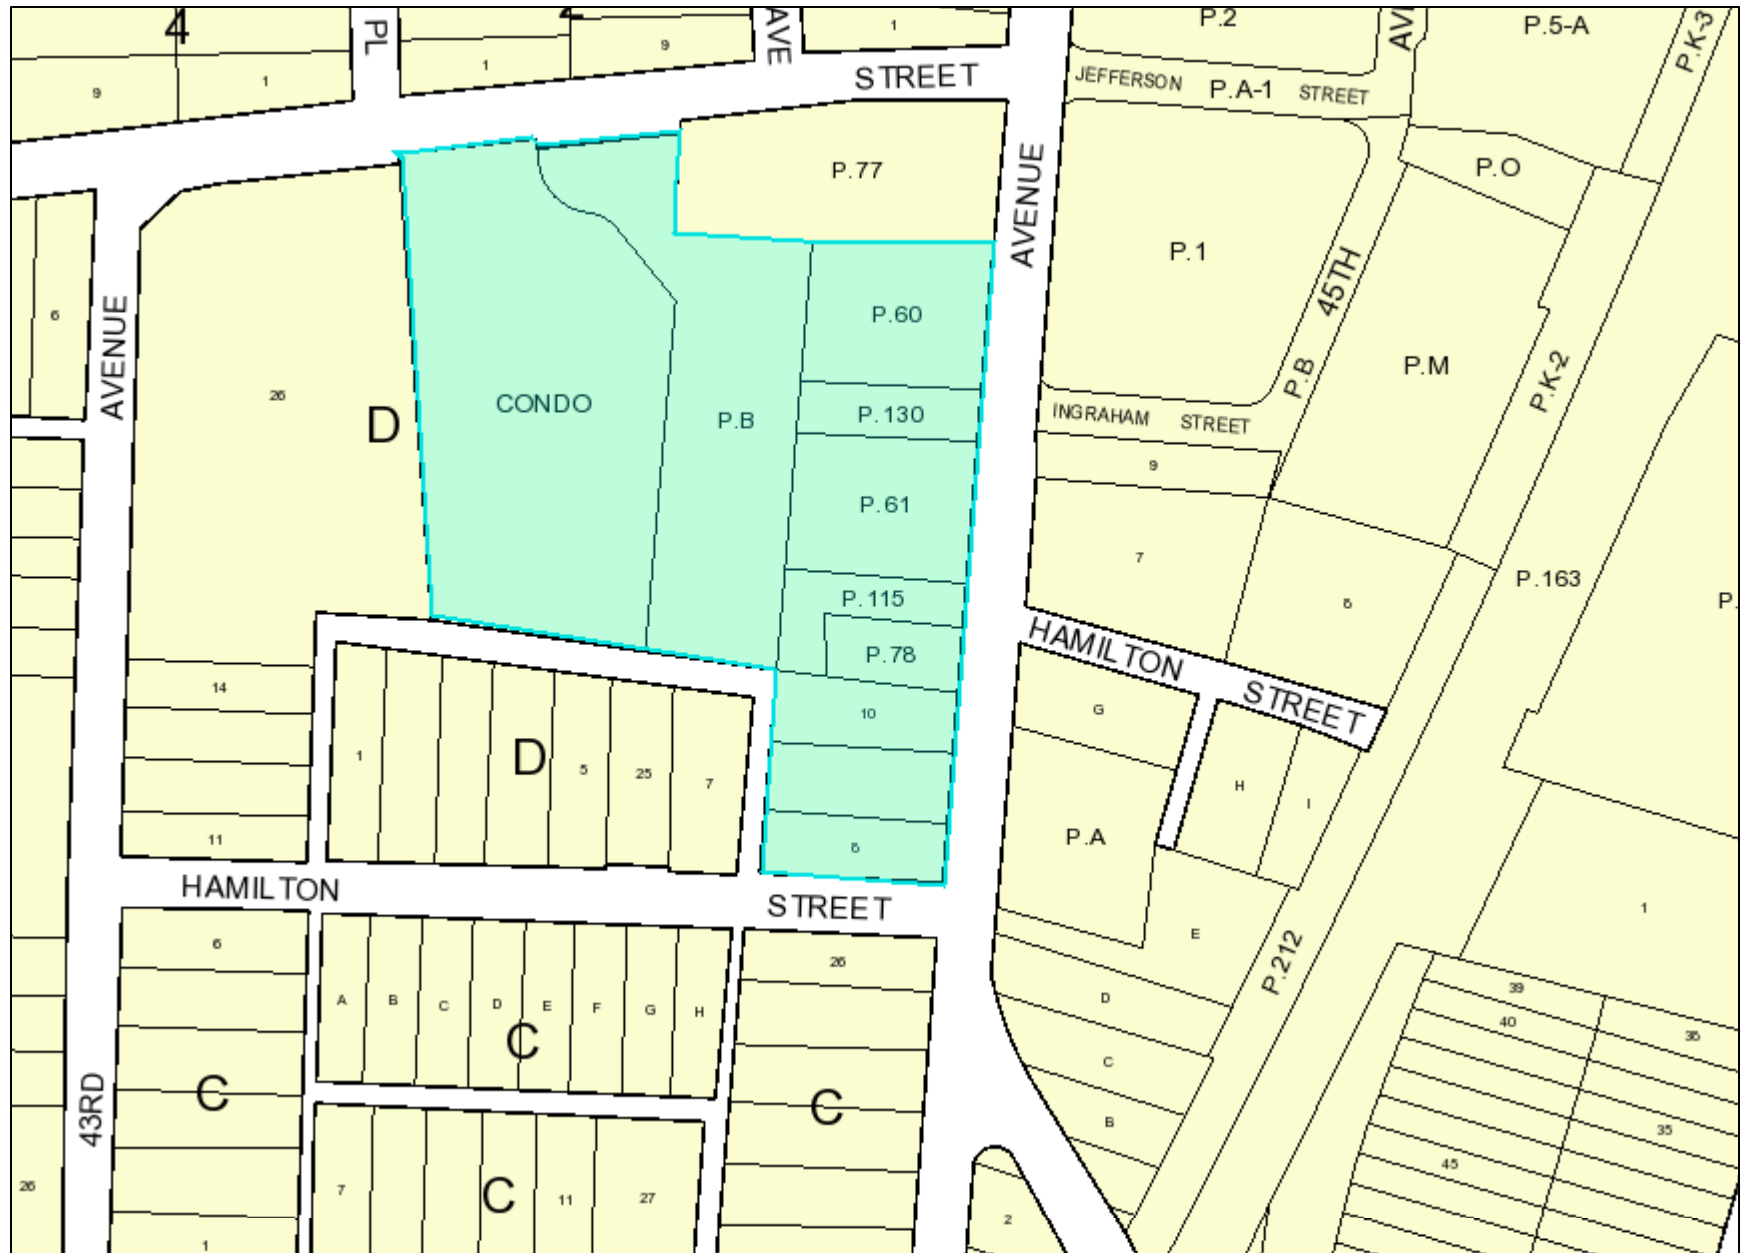 4
PL
AVE
1
P.2
AV
P.5-A
P.K-3
9
1
1
9
STREET
JEFFERSON P.A-1 STREET
P.77
P.O
AVENUE
P.1
45TH
6
AVENUE
P.60
P.M
P.B
P.K-2
26
D
CONDO
P.B
P.130
INGRAHAM STREET
9
P.61
7
P.163
P.115
6
P.
P.78
HAMILTON STREET
14
10
G
1
D
5
25
7
H
I
11
6
P.A
HAMILTON STREET
1
6
26
E
P.212
A B C D E F G H
C
D
39
40
36
43RD
C
C
C
B
35
45
26
7
C
11
27
2
1